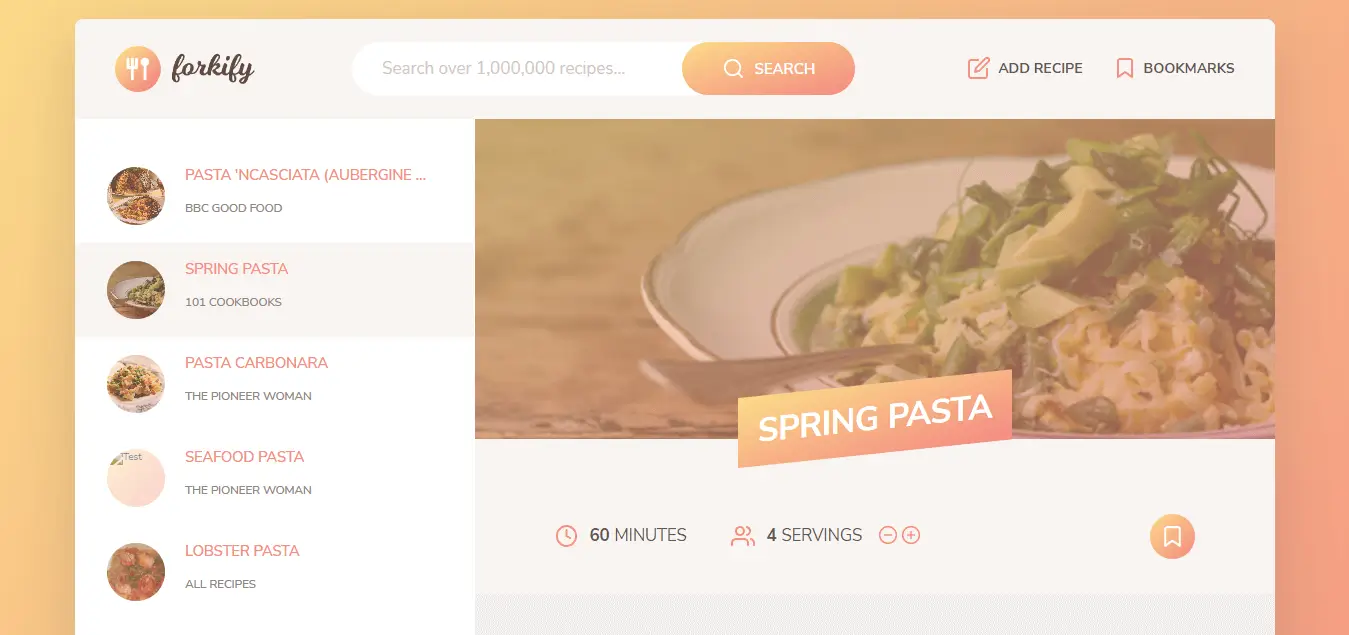 forkify
Search over 1,000,000 recipes...
SEARCH
ADD RECIPE
BOOKMARKS
PASTA 'NCASCIATA (AUBERGINE ...
BBC GOOD FOOD
SPRING PASTA
101 COOKBOOKS
PASTA CARBONARA
THE PIONEER WOMAN
Test
SEAFOOD PASTA
THE PIONEER WOMAN
LOBSTER PASTA
ALL RECIPES
SPRING PASTA
60 MINUTES
4 SERVINGS